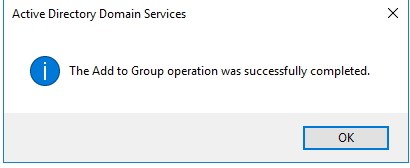 Active Directory Domain Services
The Add to Group operation was successfully completed.
OK